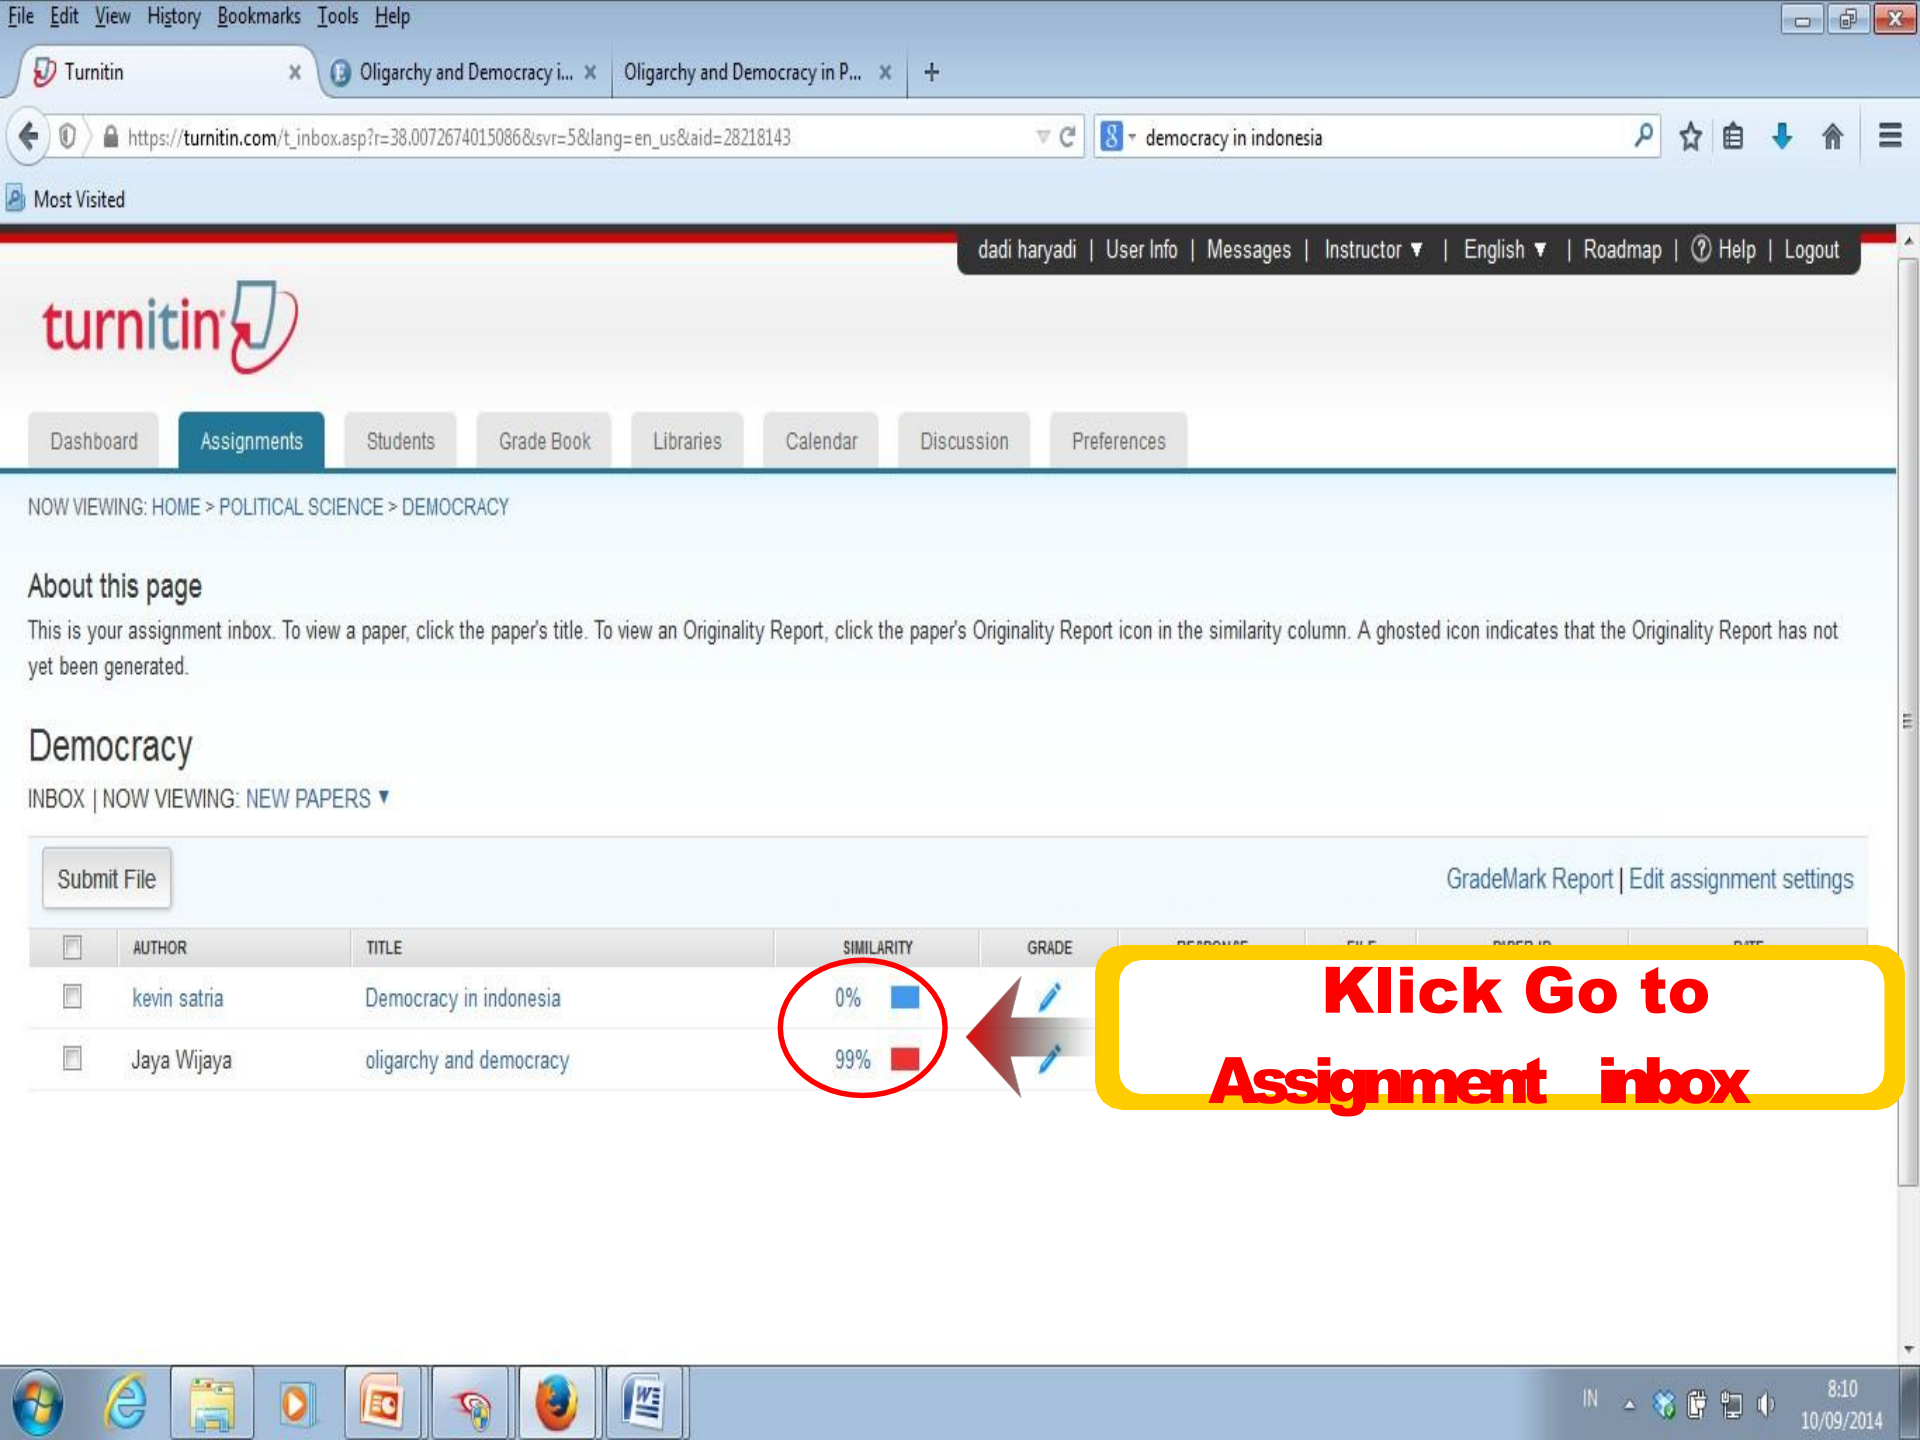 File Edit View History Bookmarks Tools Help
Turnitin
Oligarchy and Democracy i...
Oligarchy and Democracy in P...
https://turnitin.com/t_inbox.asp?r=38.0072674015086&svr=5&lang=en_us&aid=28218143
democracy in indonesia
Most Visited
dadi haryadi | User Info | Messages | Instructor ▼ | English ▼ | Roadmap | ? Help | Logout
turnitin
Dashboard Assignments Students Grade Book Libraries Calendar Discussion Preferences
NOW VIEWING: HOME > POLITICAL SCIENCE > DEMOCRACY
About this page
This is your assignment inbox. To view a paper, click the paper's title. To view an Originality Report, click the paper's Originality Report icon in the similarity column. A ghosted icon indicates that the Originality Report has not
yet been generated.
Democracy
INBOX | NOW VIEWING: NEW PAPERS ▼
Submit File
GradeMark Report | Edit assignment settings
AUTHOR TITLE SIMILARITY GRADE RESPONSE FILE PAPER ID DATE
kevin satria Democracy in indonesia 0%
Jaya Wijaya oligarchy and democracy 99%
Klick Go to
Assignment inbox
IN
8:10
10/09/2014